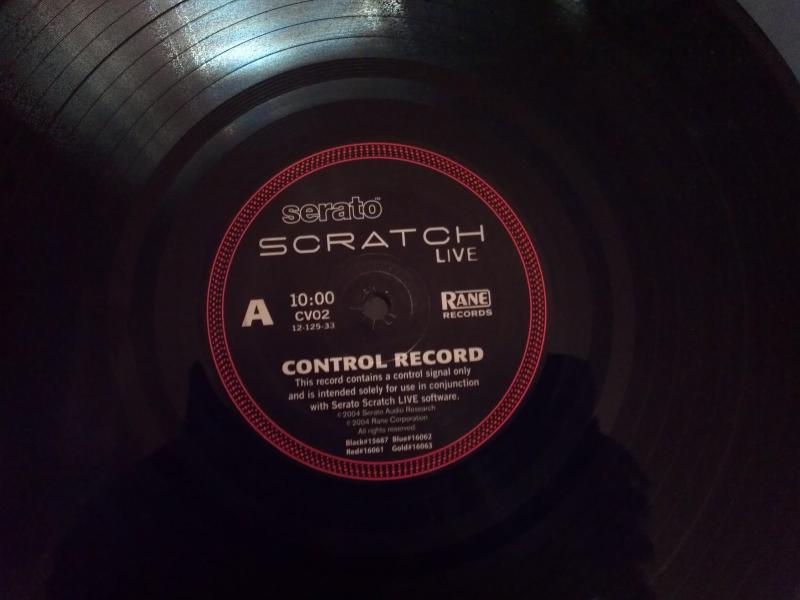 serato™
SCRATCH
LIVE
A
10:00
CV02
12-125-33
RANE
RECORDS
CONTROL RECORD
This record contains a control signal only
and is intended solely for use in conjunction
with Serato Scratch LIVE software.
©2004 Serato Audio Research
©2004 Rane Corporation
All rights reserved.
Black#15687 Blue#16062
Red#16061 Gold#16063